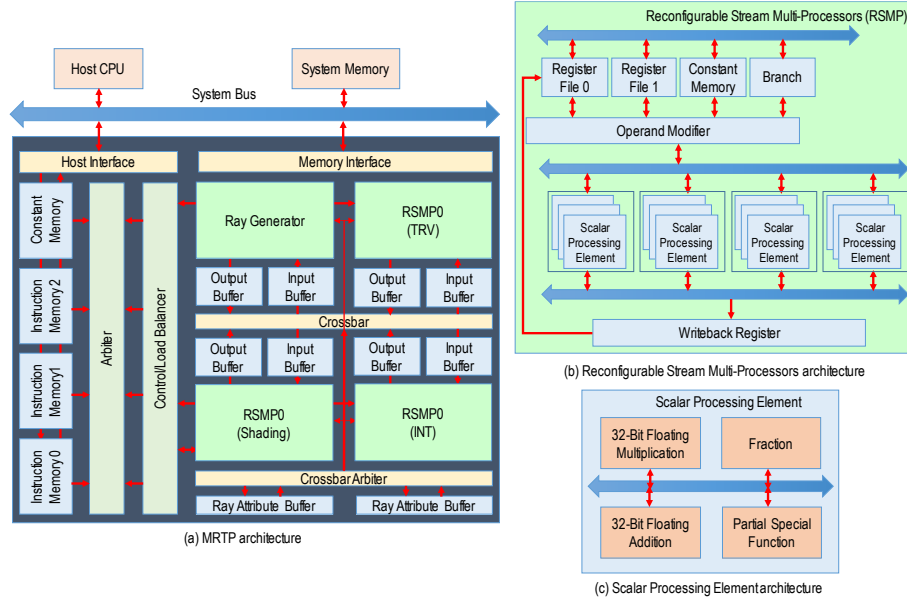 Host CPU
System Memory
System Bus
Host Interface
Memory Interface
Constant
Memory
Instruction
Memory 2
Instruction
Memory1
Instruction
Memory 0
Arbiter
Control/Load Balancer
Ray Generator
RSMP0
(TRV)
Output
Buffer
Input
Buffer
Output
Buffer
Input
Buffer
Crossbar
Output
Buffer
Input
Buffer
Output
Buffer
Input
Buffer
RSMP0
(Shading)
RSMP0
(INT)
Crossbar Arbiter
Ray Attribute Buffer
Ray Attribute Buffer
(a) MRTP architecture
Reconfigurable Stream Multi-Processors (RSMP)
Register
File 0
Register
File 1
Constant
Memory
Branch
Operand Modifier
Scalar
Processing
Element
Scalar
Processing
Element
Scalar
Processing
Element
Scalar
Processing
Element
Writeback Register
(b) Reconfigurable Stream Multi-Processors architecture
Scalar Processing Element
32-Bit Floating
Multiplication
Fraction
32-Bit Floating
Addition
Partial Special
Function
(c) Scalar Processing Element architecture